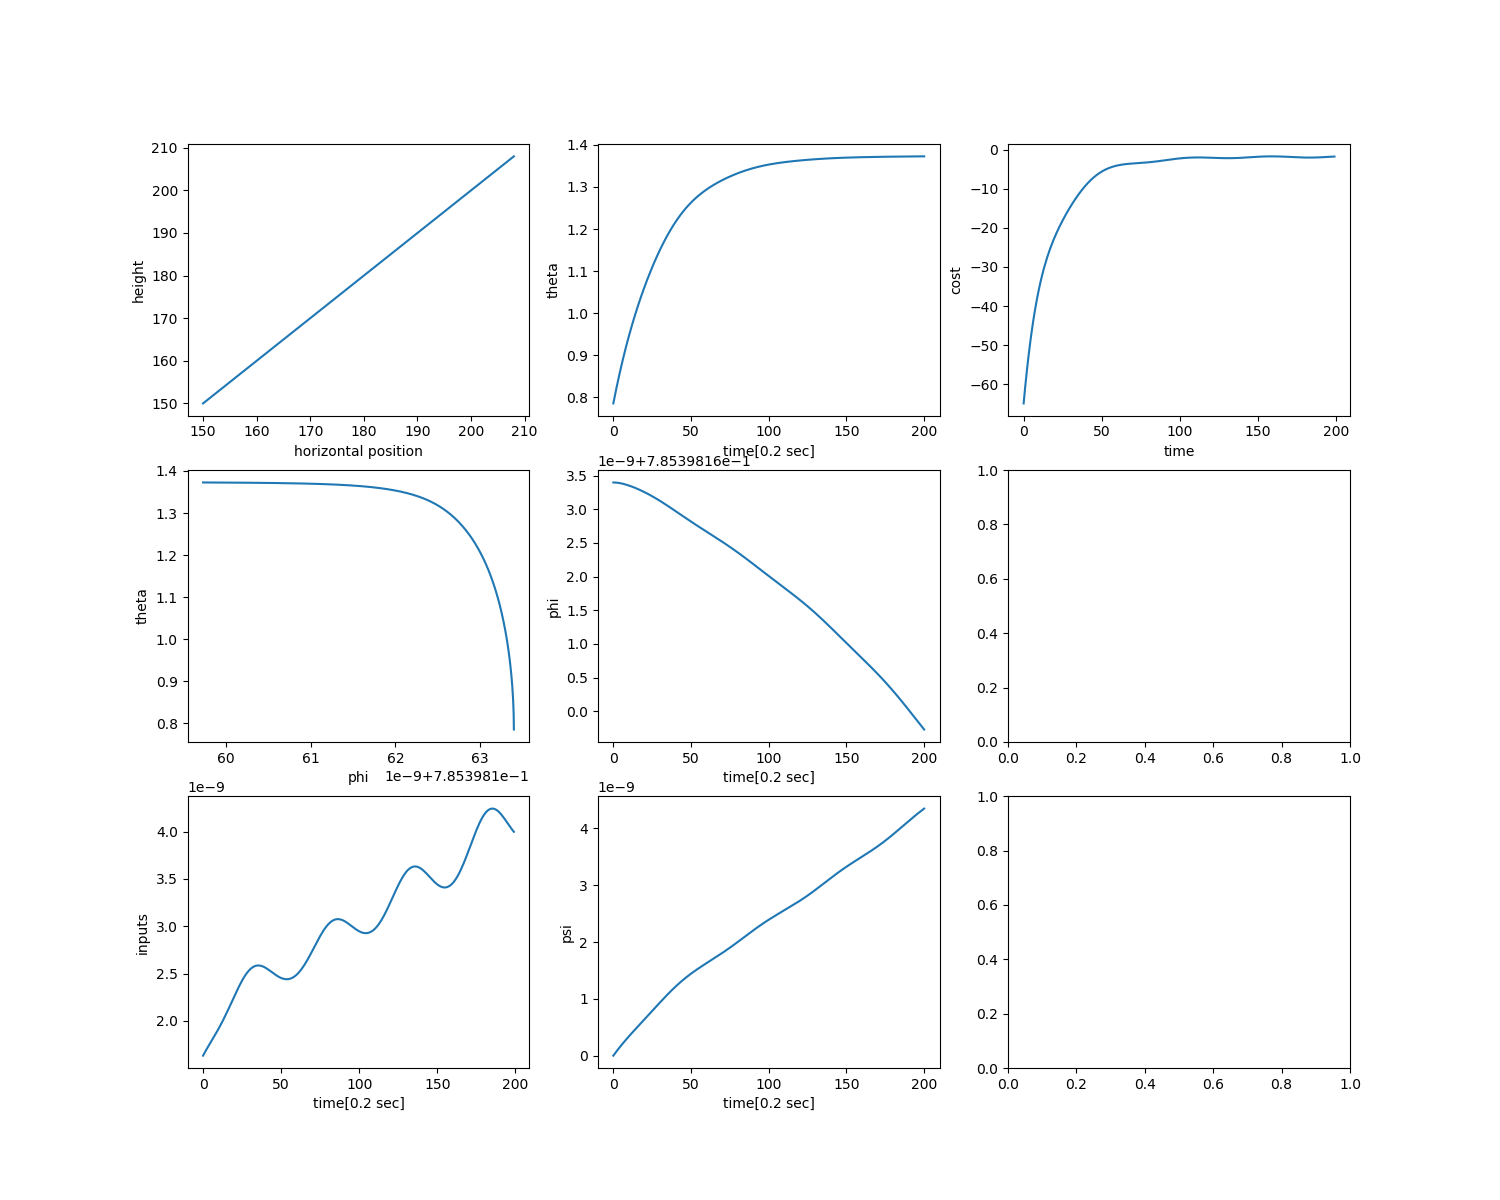 210
200
190
180
170
160
150
height
150 160 170 180 190 200 210
horizontal position
1.4
1.3
1.2
1.1
1.0
0.9
0.8
theta
0 50 100 150 200
time[0.2 sec]
0
−10
−20
−30
−40
−50
−60
cost
0 50 100 150 200
time
1.4
1.3
1.2
1.1
1.0
0.9
0.8
theta
60 61 62 63
phi 1e−9+7.853981e−1
1e−9+7.8539816e−1
3.5
3.0
2.5
2.0
1.5
1.0
0.5
0.0
phi
0 50 100 150 200
time[0.2 sec]
1.0
0.8
0.6
0.4
0.2
0.0
0.0 0.2 0.4 0.6 0.8 1.0
1e−9
4.0
3.5
3.0
2.5
2.0
inputs
0 50 100 150 200
time[0.2 sec]
1e−9
4
3
2
1
0
psi
0 50 100 150 200
time[0.2 sec]
1.0
0.8
0.6
0.4
0.2
0.0
0.0 0.2 0.4 0.6 0.8 1.0